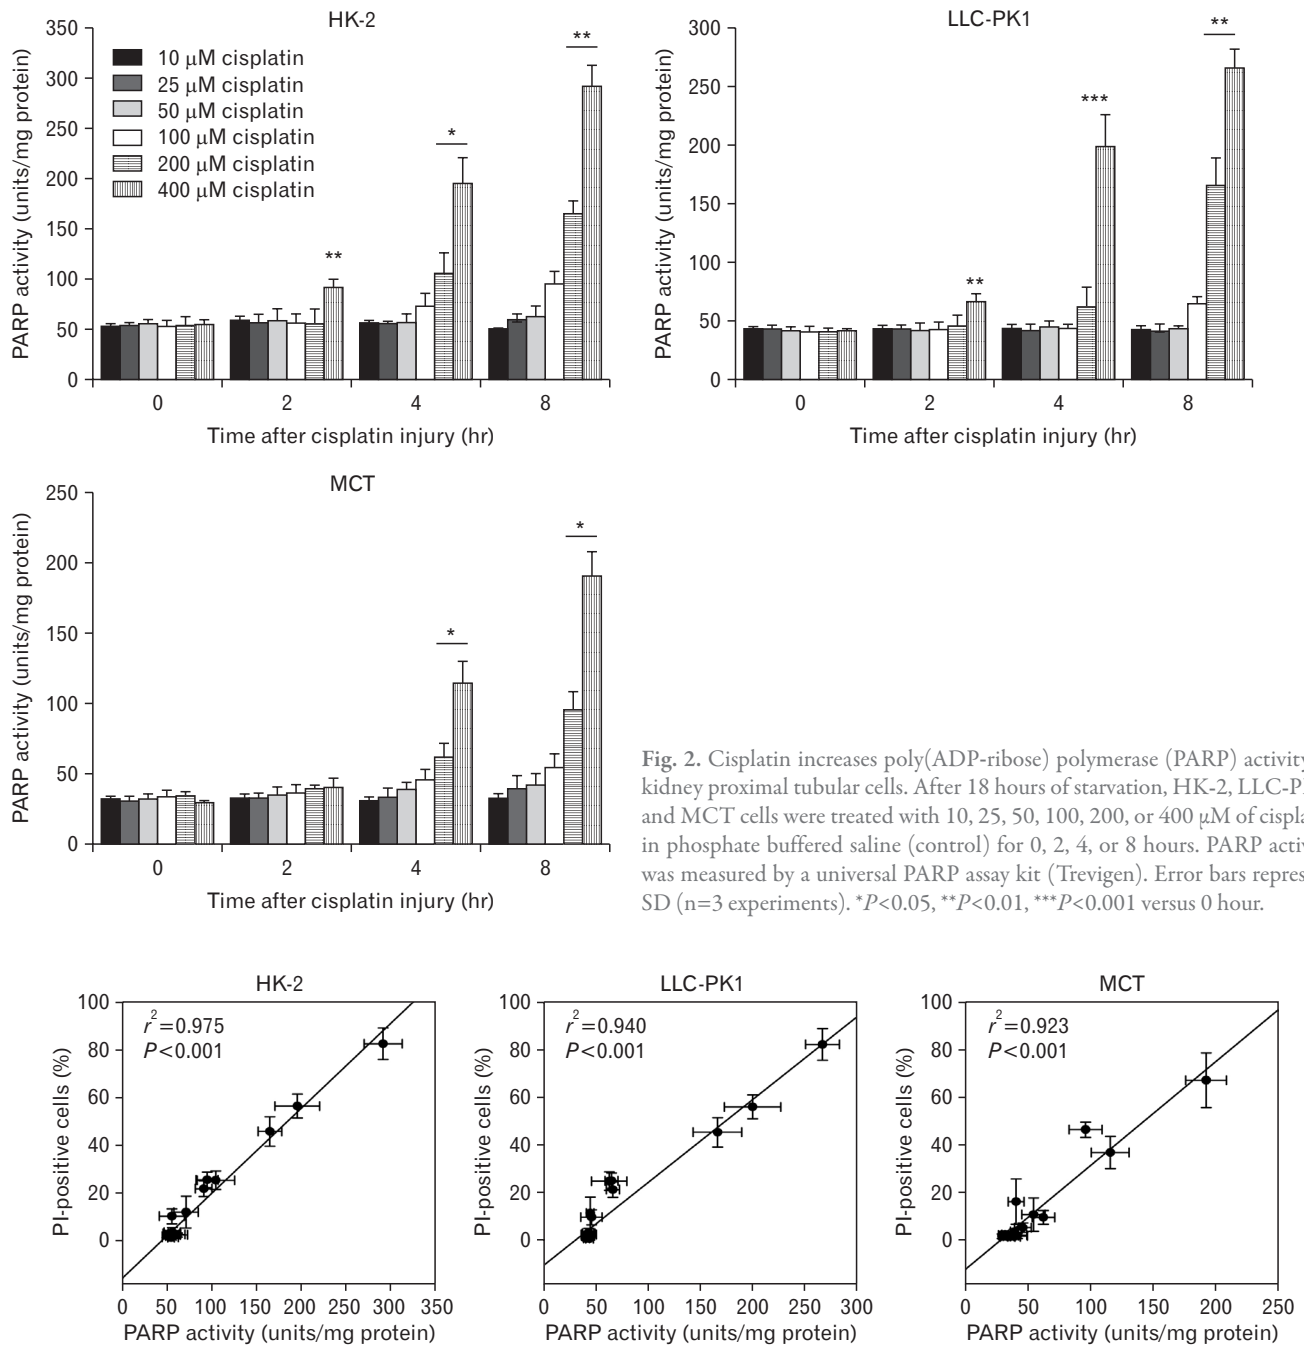 HK-2
PARP activity (units/mg protein)
350
300
250
200
150
100
50
0
10 μM cisplatin
25 μM cisplatin
50 μM cisplatin
100 μM cisplatin
200 μM cisplatin
400 μM cisplatin
**
*
**
0 2 4 8
Time after cisplatin injury (hr)
LLC-PK1
PARP activity (units/mg protein)
300
250
200
150
100
50
0
**
***
**
0 2 4 8
Time after cisplatin injury (hr)
MCT
PARP activity (units/mg protein)
250
200
150
100
50
0
*
*
0 2 4 8
Time after cisplatin injury (hr)
Fig. 2. Cisplatin increases poly(ADP-ribose) polymerase (PARP) activity
kidney proximal tubular cells. After 18 hours of starvation, HK-2, LLC-P
and MCT cells were treated with 10, 25, 50, 100, 200, or 400 μM of cispla
in phosphate buffered saline (control) for 0, 2, 4, or 8 hours. PARP activ
was measured by a universal PARP assay kit (Trevigen). Error bars repres
SD (n=3 experiments). *P<0.05, **P<0.01, ***P<0.001 versus 0 hour.
HK-2
PI-positive cells (%)
100
80
60
40
20
0
r²=0.975
P<0.001
0 50 100 150 200 250 300 350
PARP activity (units/mg protein)
LLC-PK1
PI-positive cells (%)
100
80
60
40
20
0
r²=0.940
P<0.001
0 50 100 150 200 250 300
PARP activity (units/mg protein)
MCT
PI-positive cells (%)
100
80
60
40
20
0
r²=0.923
P<0.001
0 50 100 150 200 250
PARP activity (units/mg protein)